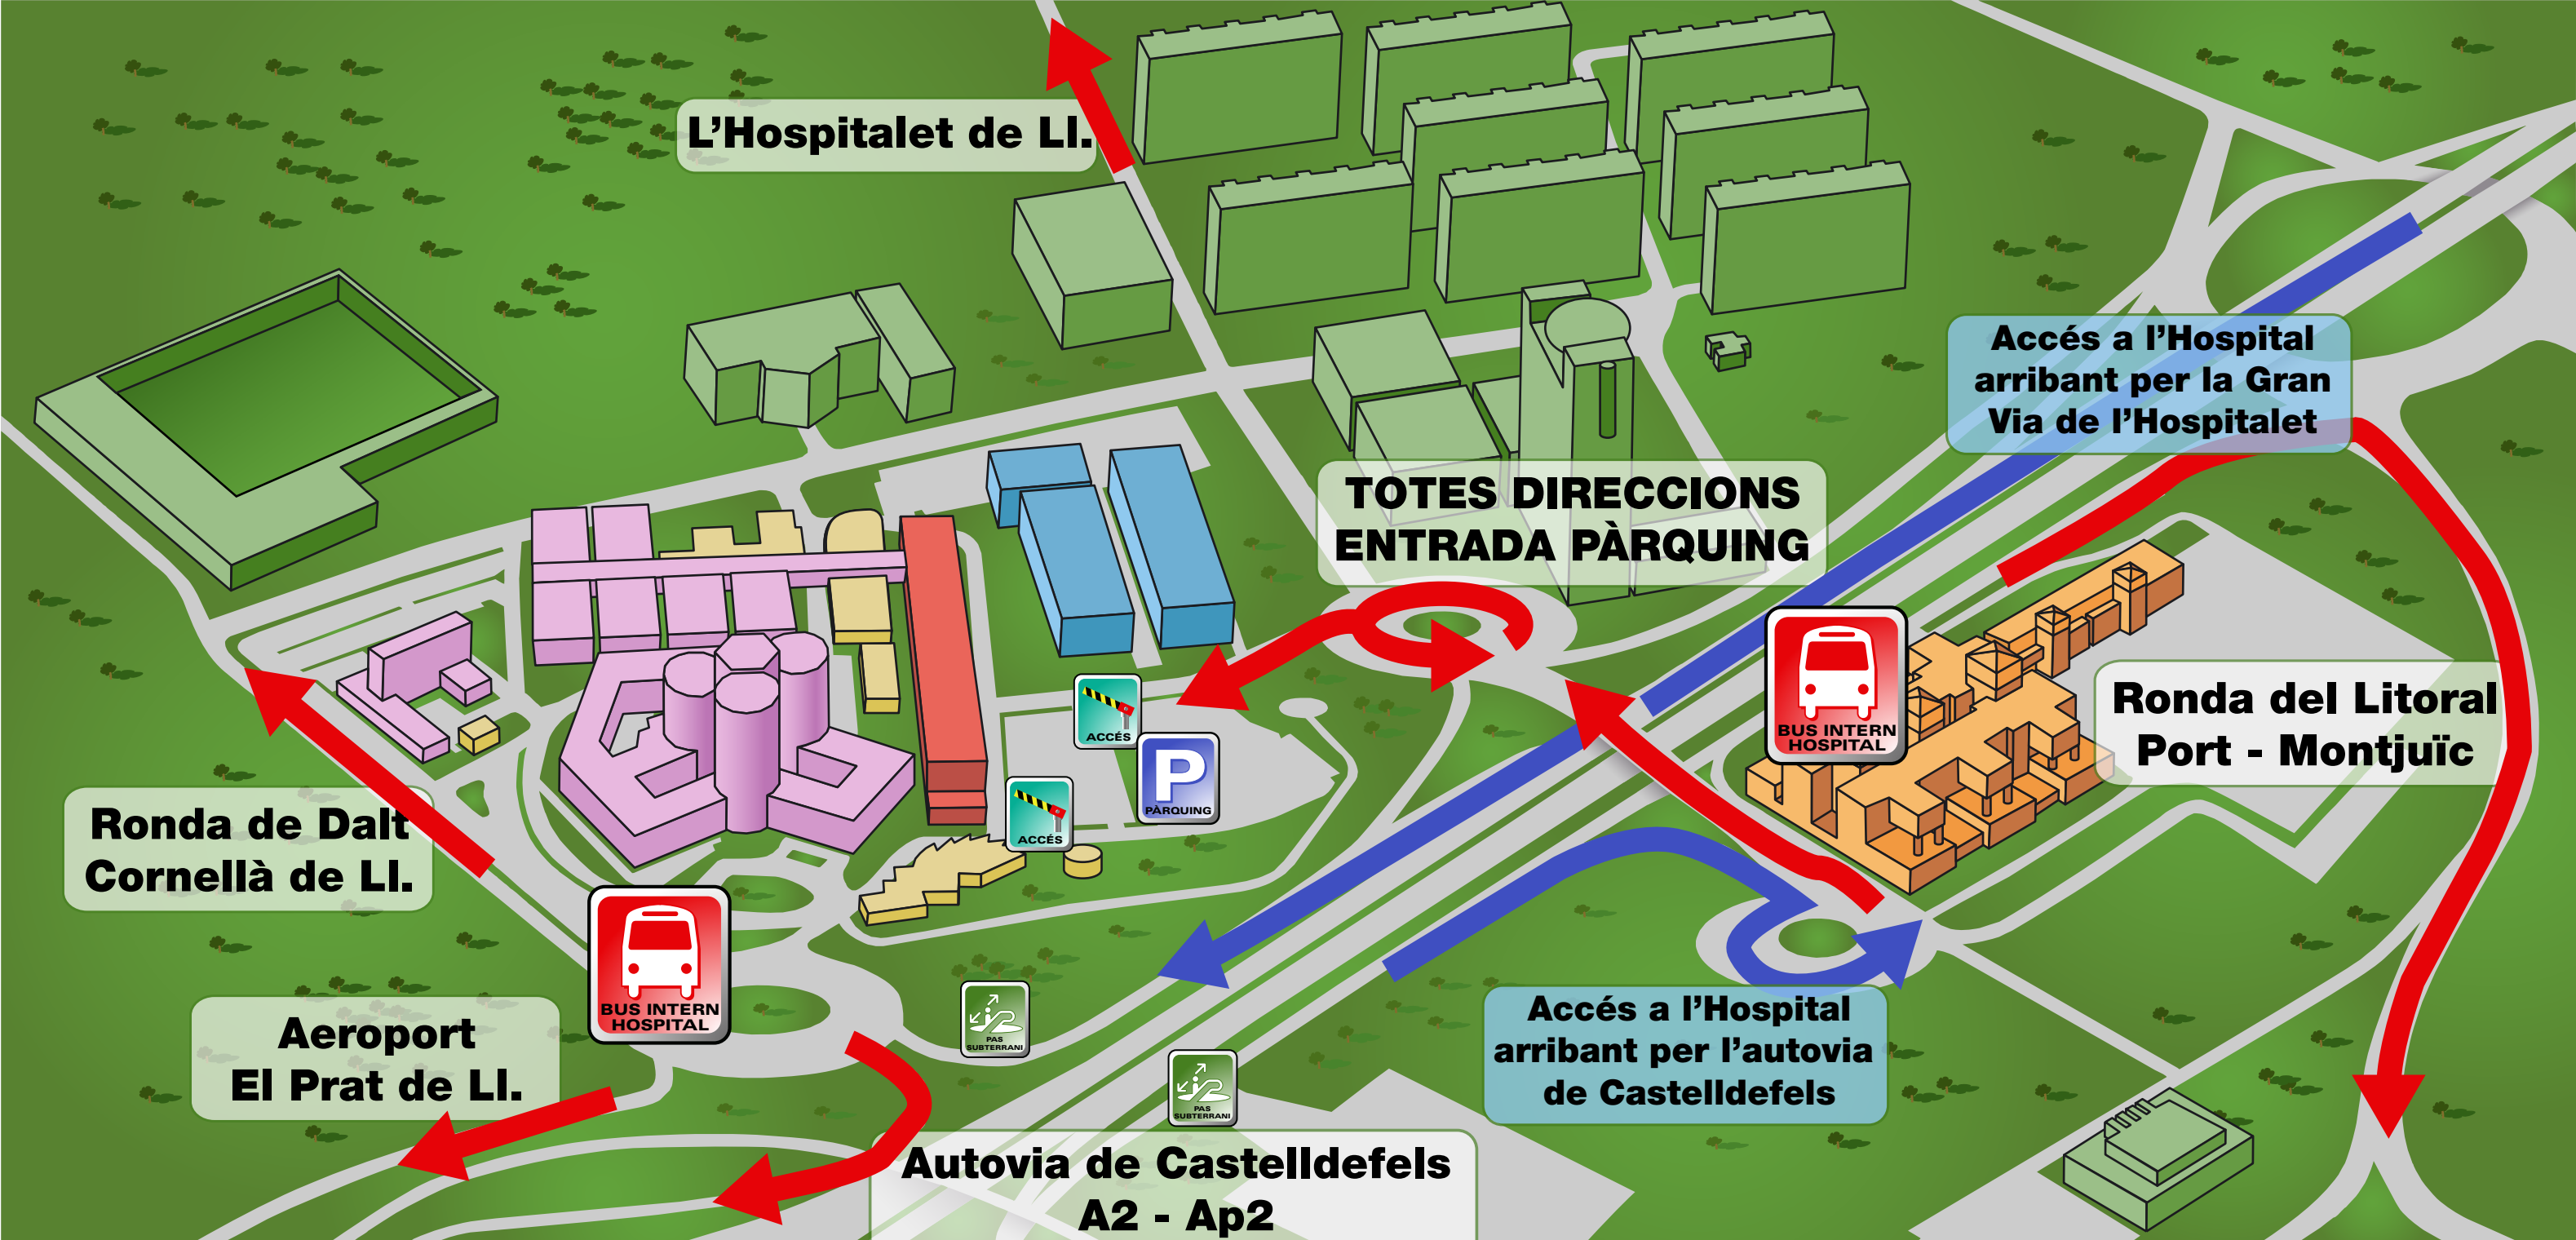 L’Hospitalet de Ll.
Accés a l’Hospital
arribant per la Gran
Via de l’Hospitalet
TOTES DIRECCIONS
ENTRADA PÀRQUING
BUS INTERN
HOSPITAL
Ronda del Litoral
Port - Montjuïc
ACCÉS
P
PÀRQUING
ACCÉS
Ronda de Dalt
Cornellà de Ll.
BUS INTERN
HOSPITAL
Aeroport
El Prat de Ll.
PAS
SUBTERRANI
PAS
SUBTERRANI
Accés a l’Hospital
arribant per l’autovia
de Castelldefels
Autovia de Castelldefels
A2 - Ap2